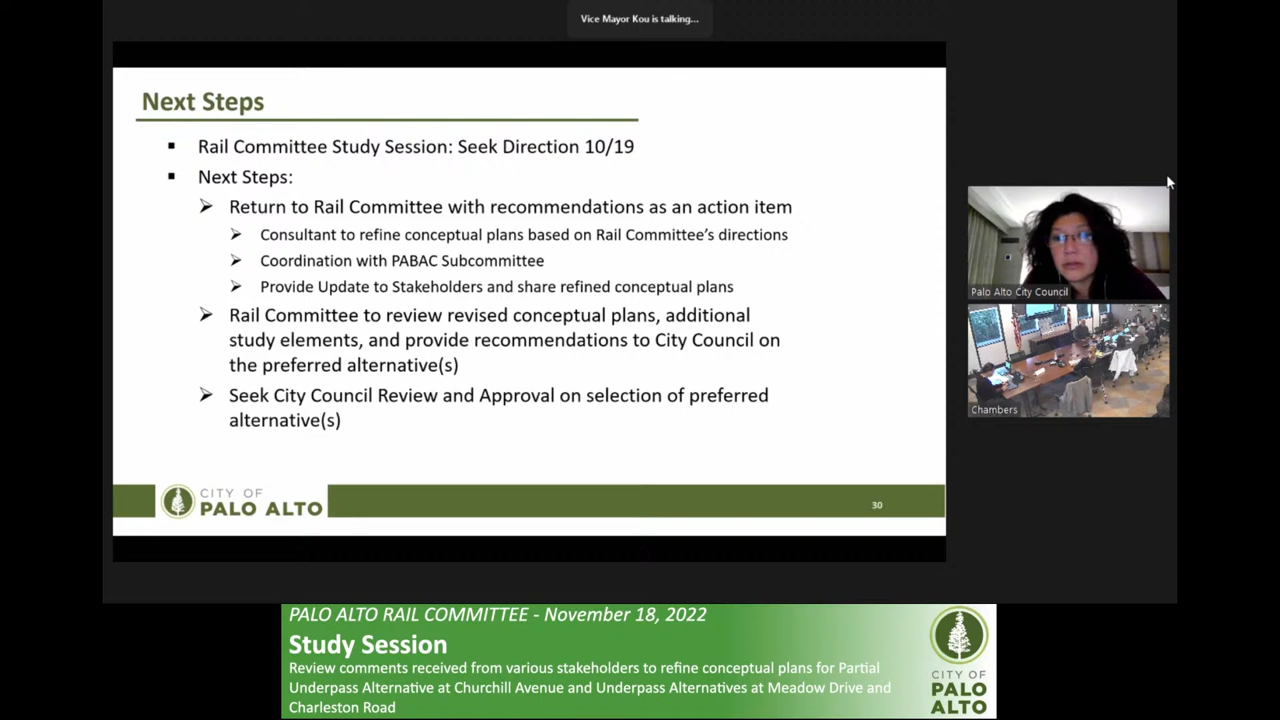 Vice Mayor Kou is talking...
Next Steps
▪ Rail Committee Study Session: Seek Direction 10/19
▪ Next Steps:
➢ Return to Rail Committee with recommendations as an action item
➢ Consultant to refine conceptual plans based on Rail Committee's directions
➢ Coordination with PABAC Subcommittee
➢ Provide Update to Stakeholders and share refined conceptual plans
➢ Rail Committee to review revised conceptual plans, additional
study elements, and provide recommendations to City Council on
the preferred alternative(s)
➢ Seek City Council Review and Approval on selection of preferred
alternative(s)
CITY OF
PALO ALTO
30
Palo Alto City Council
Chambers
PALO ALTO RAIL COMMITTEE - November 18, 2022
Study Session
Review comments received from various stakeholders to refine conceptual plans for Partial
Underpass Alternative at Churchill Avenue and Underpass Alternatives at Meadow Drive and
Charleston Road
CITY OF
PALO
ALTO